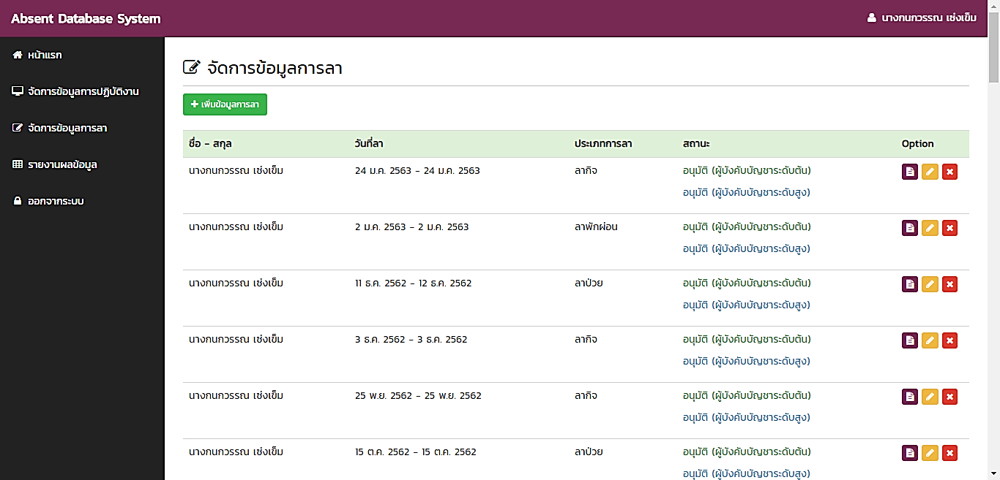 Absent Database System
นางกนกวรรณ เช่งเข็ม
หน้าแรก
จัดการข้อมูลการปฏิบัติงาน
จัดการข้อมูลการลา
รายงานผลข้อมูล
ออกจากระบบ
จัดการข้อมูลการลา
เพิ่มข้อมูลการลา
ชื่อ - สกุล วันที่ลา ประเภทการลา สถานะ Option
นางกนกวรรณ เช่งเข็ม 24 ม.ค. 2563 - 24 ม.ค. 2563 ลากิจ อนุมัติ (ผู้บังคับบัญชาระดับต้น)
อนุมัติ (ผู้บังคับบัญชาระดับสูง)
นางกนกวรรณ เช่งเข็ม 2 ม.ค. 2563 - 2 ม.ค. 2563 ลาพักผ่อน อนุมัติ (ผู้บังคับบัญชาระดับต้น)
อนุมัติ (ผู้บังคับบัญชาระดับสูง)
นางกนกวรรณ เช่งเข็ม 11 ธ.ค. 2562 - 12 ธ.ค. 2562 ลาป่วย อนุมัติ (ผู้บังคับบัญชาระดับต้น)
อนุมัติ (ผู้บังคับบัญชาระดับสูง)
นางกนกวรรณ เช่งเข็ม 3 ธ.ค. 2562 - 3 ธ.ค. 2562 ลากิจ อนุมัติ (ผู้บังคับบัญชาระดับต้น)
อนุมัติ (ผู้บังคับบัญชาระดับสูง)
นางกนกวรรณ เช่งเข็ม 25 พ.ย. 2562 - 25 พ.ย. 2562 ลากิจ อนุมัติ (ผู้บังคับบัญชาระดับต้น)
อนุมัติ (ผู้บังคับบัญชาระดับสูง)
นางกนกวรรณ เช่งเข็ม 15 ต.ค. 2562 - 15 ต.ค. 2562 ลาป่วย อนุมัติ (ผู้บังคับบัญชาระดับต้น)
อนุมัติ (ผู้บังคับบัญชาระดับสูง)